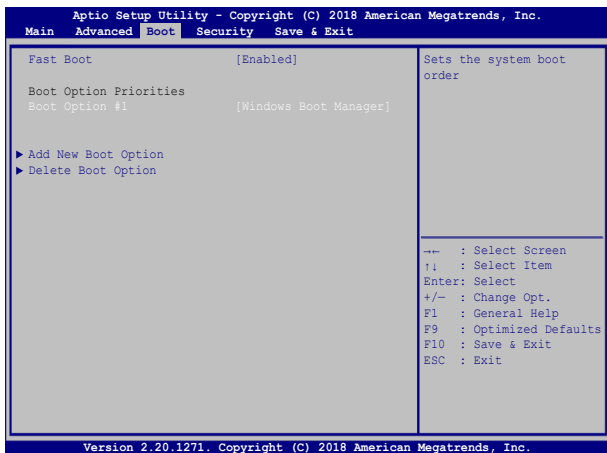 Aptio Setup Utility - Copyright (C) 2018 American Megatrends, Inc.
Main Advanced Boot Security Save & Exit
Fast Boot [Enabled]
Boot Option Priorities
Boot Option #1 [Windows Boot Manager]
▶ Add New Boot Option
▶ Delete Boot Option
Sets the system boot
order
→← : Select Screen
↑↓ : Select Item
Enter: Select
+/— : Change Opt.
F1 : General Help
F9 : Optimized Defaults
F10 : Save & Exit
ESC : Exit
Version 2.20.1271. Copyright (C) 2018 American Megatrends, Inc.